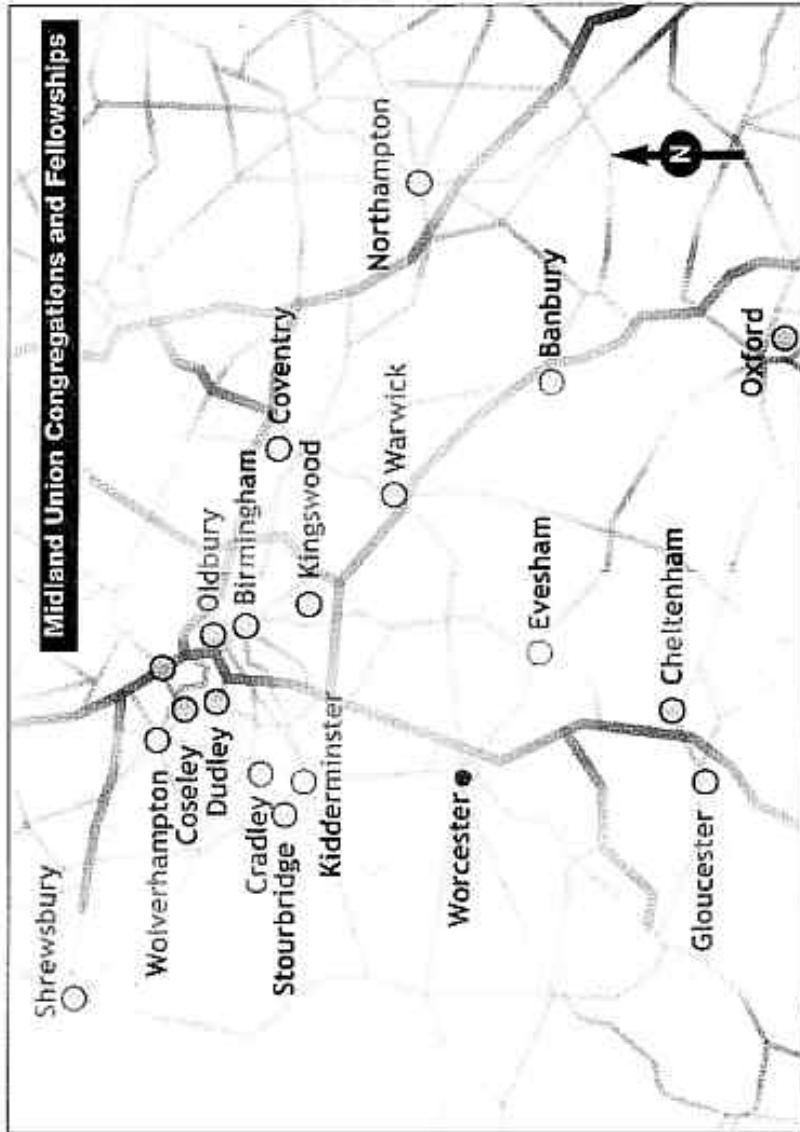 Midland Union Congregations and Fellowships
Shrewsbury
Wolverhampton
Coseley
Dudley
Oldbury
Birmingham
Cradley
Stourbridge
Kidderminster
Kingswood
Coventry
Northampton
Warwick
Worcester
Evesham
Banbury
Cheltenham
Gloucester
Oxford
N